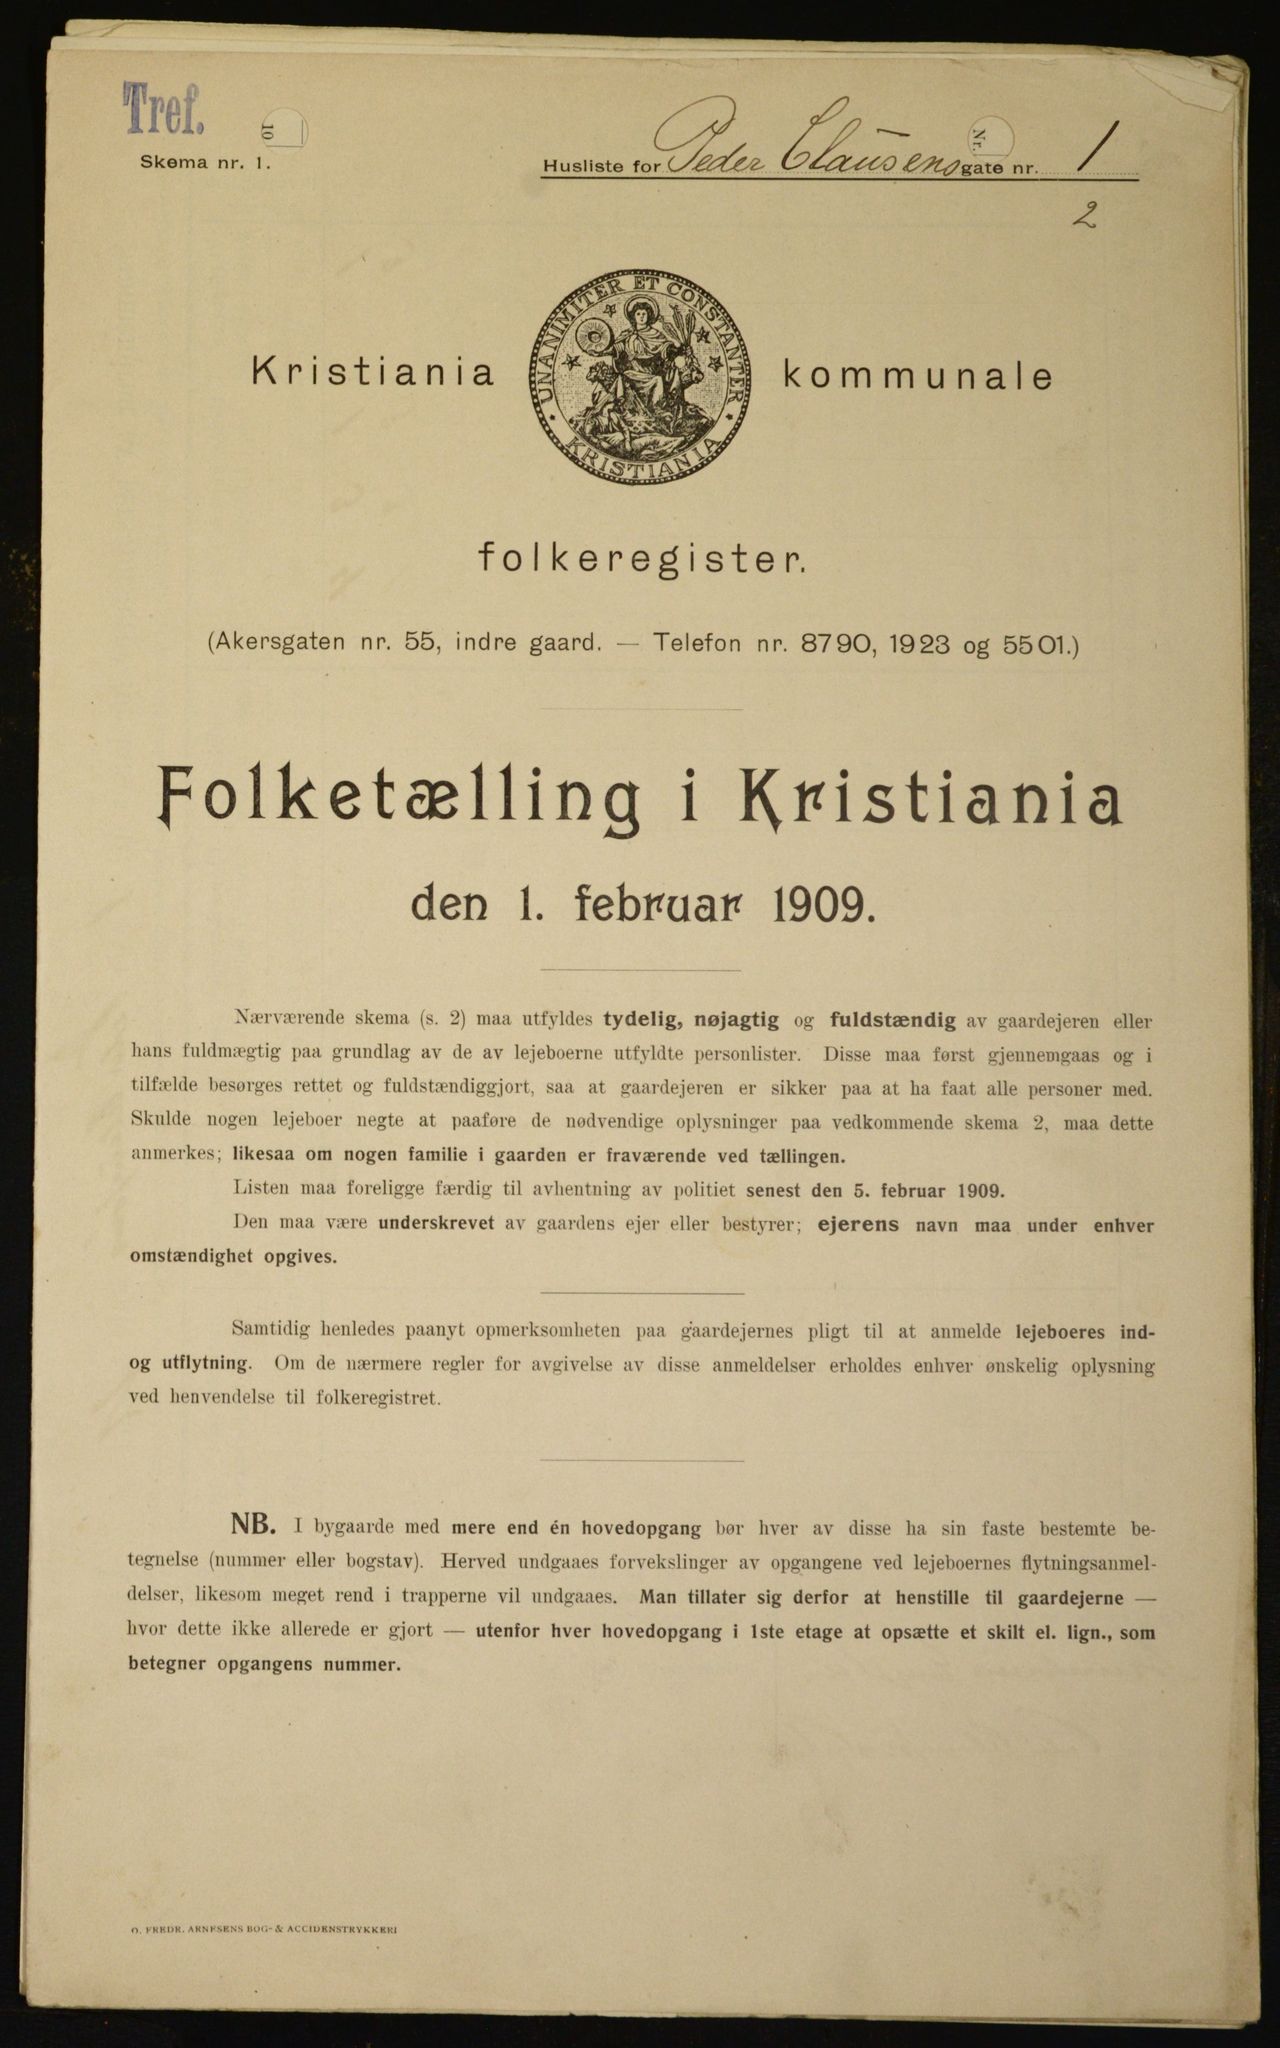 Tref.
10
Skema nr. 1.
Nr.
Husliste for Peder Clausens gate nr. 1
2
UNANIMITER ET CONSTANTER
KRISTIANIA
Kristiania kommunale
folkeregister.
(Akersgaten nr. 55, indre gaard. — Telefon nr. 8790, 1923 og 5501.)
Folketælling i Kristiania
den 1. februar 1909.
Nærværende skema (s. 2) maa utfyldes tydelig, nøjagtig og fuldstændig av gaardejeren eller
hans fuldmægtig paa grundlag av de av lejeboerne utfyldte personlister. Disse maa først gjennemgaas og i
tilfælde besørges rettet og fuldstændiggjort, saa at gaardejeren er sikker paa at ha faat alle personer med.
Skulde nogen lejeboer negte at paaføre de nødvendige oplysninger paa vedkommende skema 2, maa dette
anmerkes; likesaa om nogen familie i gaarden er fraværende ved tællingen.
Listen maa foreligge færdig til avhentning av politiet senest den 5. februar 1909.
Den maa være underskrevet av gaardens ejer eller bestyrer; ejerens navn maa under enhver
omstændighet opgives.
Samtidig henledes paanyt opmerksomheten paa gaardejernes pligt til at anmelde lejeboeres ind-
og utflytning. Om de nærmere regler for avgivelse av disse anmeldelser erholdes enhver ønskelig oplysning
ved henvendelse til folkeregistret.
NB. I bygaarde med mere end én hovedopgang bør hver av disse ha sin faste bestemte be-
tegnelse (nummer eller bogstav). Herved undgaaes forvekslinger av opgangene ved lejeboernes flytningsanmel-
delser, likesom meget rend i trapperne vil undgaaes. Man tillater sig derfor at henstille til gaardejerne —
hvor dette ikke allerede er gjort — utenfor hver hovedopgang i 1ste etage at opsætte et skilt el. lign., som
betegner opgangens nummer.
O. FREDR. ARNESENS BOG- & ACCIDENSTRYKKERI